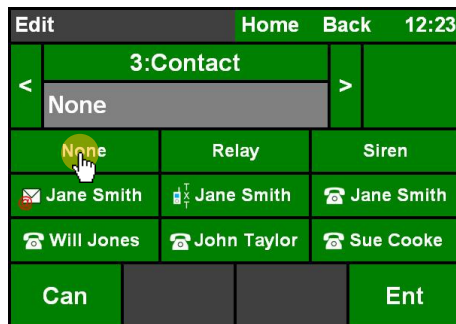 Edit Home Back 12:23
< 3:Contact >
None
None Relay Siren
Jane Smith TXT Jane Smith Jane Smith
Will Jones John Taylor Sue Cooke
Can Ent